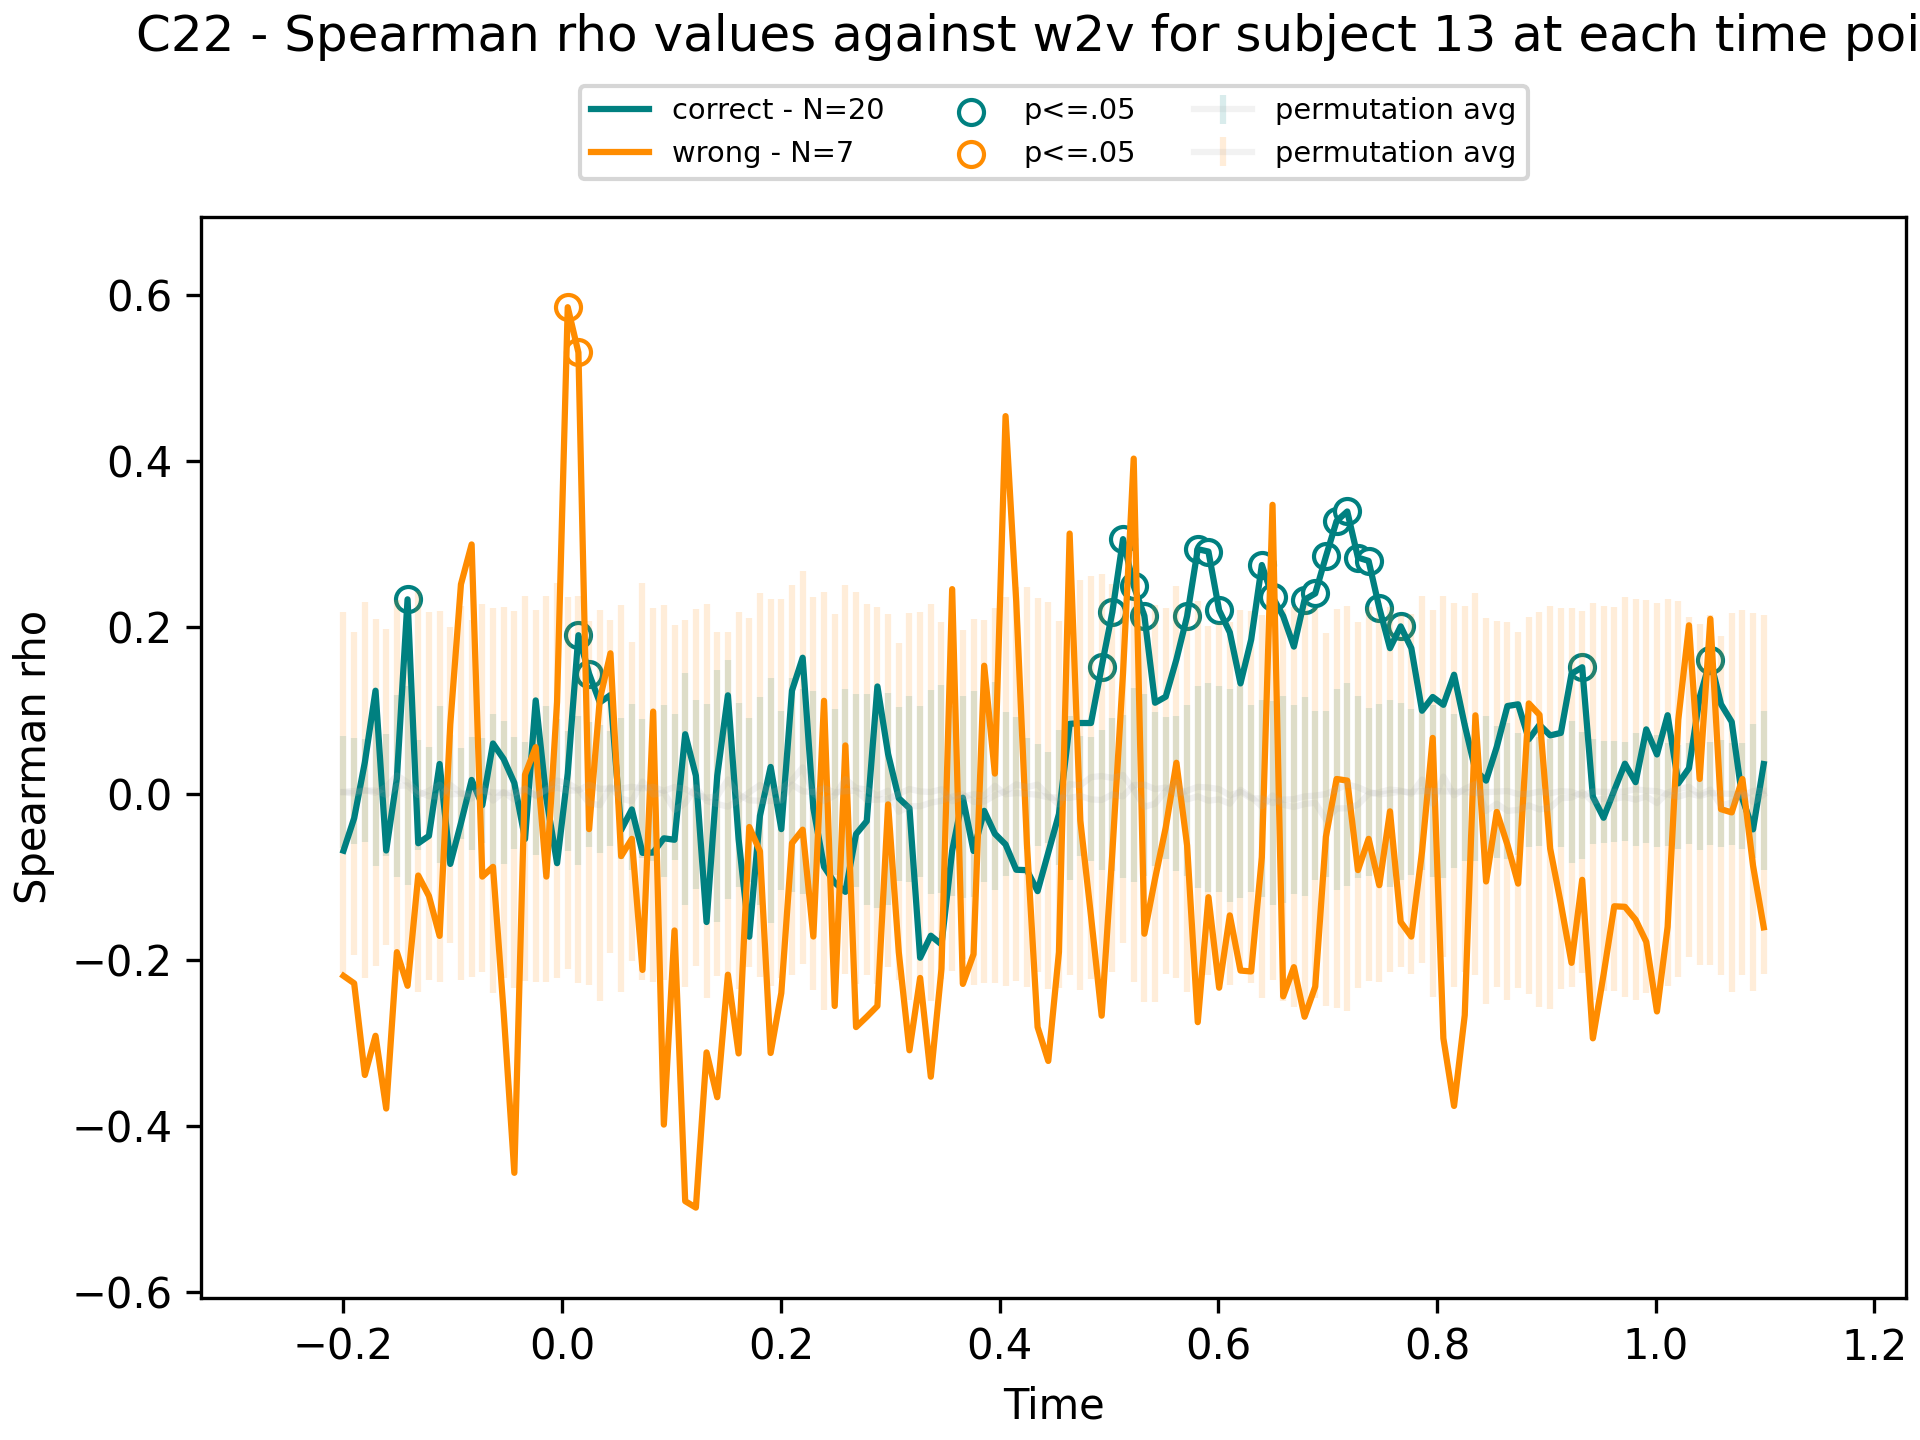 C22 - Spearman rho values against w2v for subject 13 at each time poi
correct - N=20
wrong - N=7
p<=.05
p<=.05
permutation avg
permutation avg
Spearman rho
0.6
0.4
0.2
0.0
−0.2
−0.4
−0.6
−0.2
0.0
0.2
0.4
0.6
0.8
1.0
1.2
Time